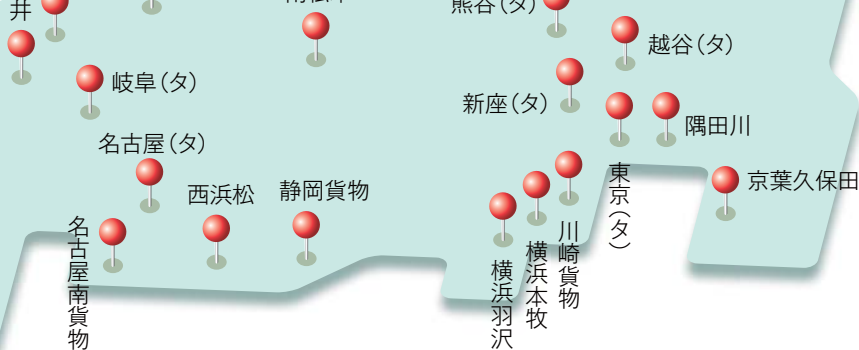 井
熊谷(タ)
越谷(タ)
岐阜(タ)
新座(タ)
隅田川
名古屋(タ)
東京(タ)
京葉久保田
西浜松
静岡貨物
名古屋南貨物
川崎貨物
横浜本牧
横浜羽沢